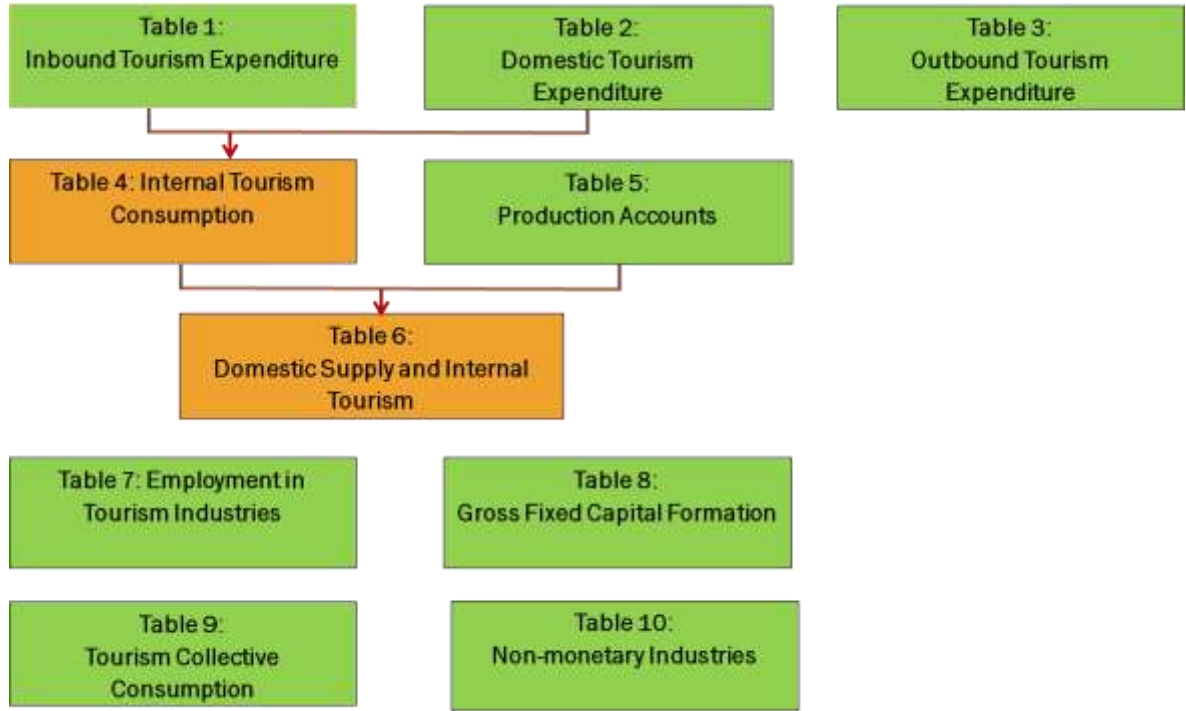 Table 1:
Inbound Tourism Expenditure
Table 2:
Domestic Tourism
Expenditure
Table 3:
Outbound Tourism
Expenditure
Table 4: Internal Tourism
Consumption
Table 5:
Production Accounts
Table 6:
Domestic Supply and Internal
Tourism
Table 7: Employment in
Tourism Industries
Table 8:
Gross Fixed Capital Formation
Table 9:
Tourism Collective
Consumption
Table 10:
Non-monetary Industries